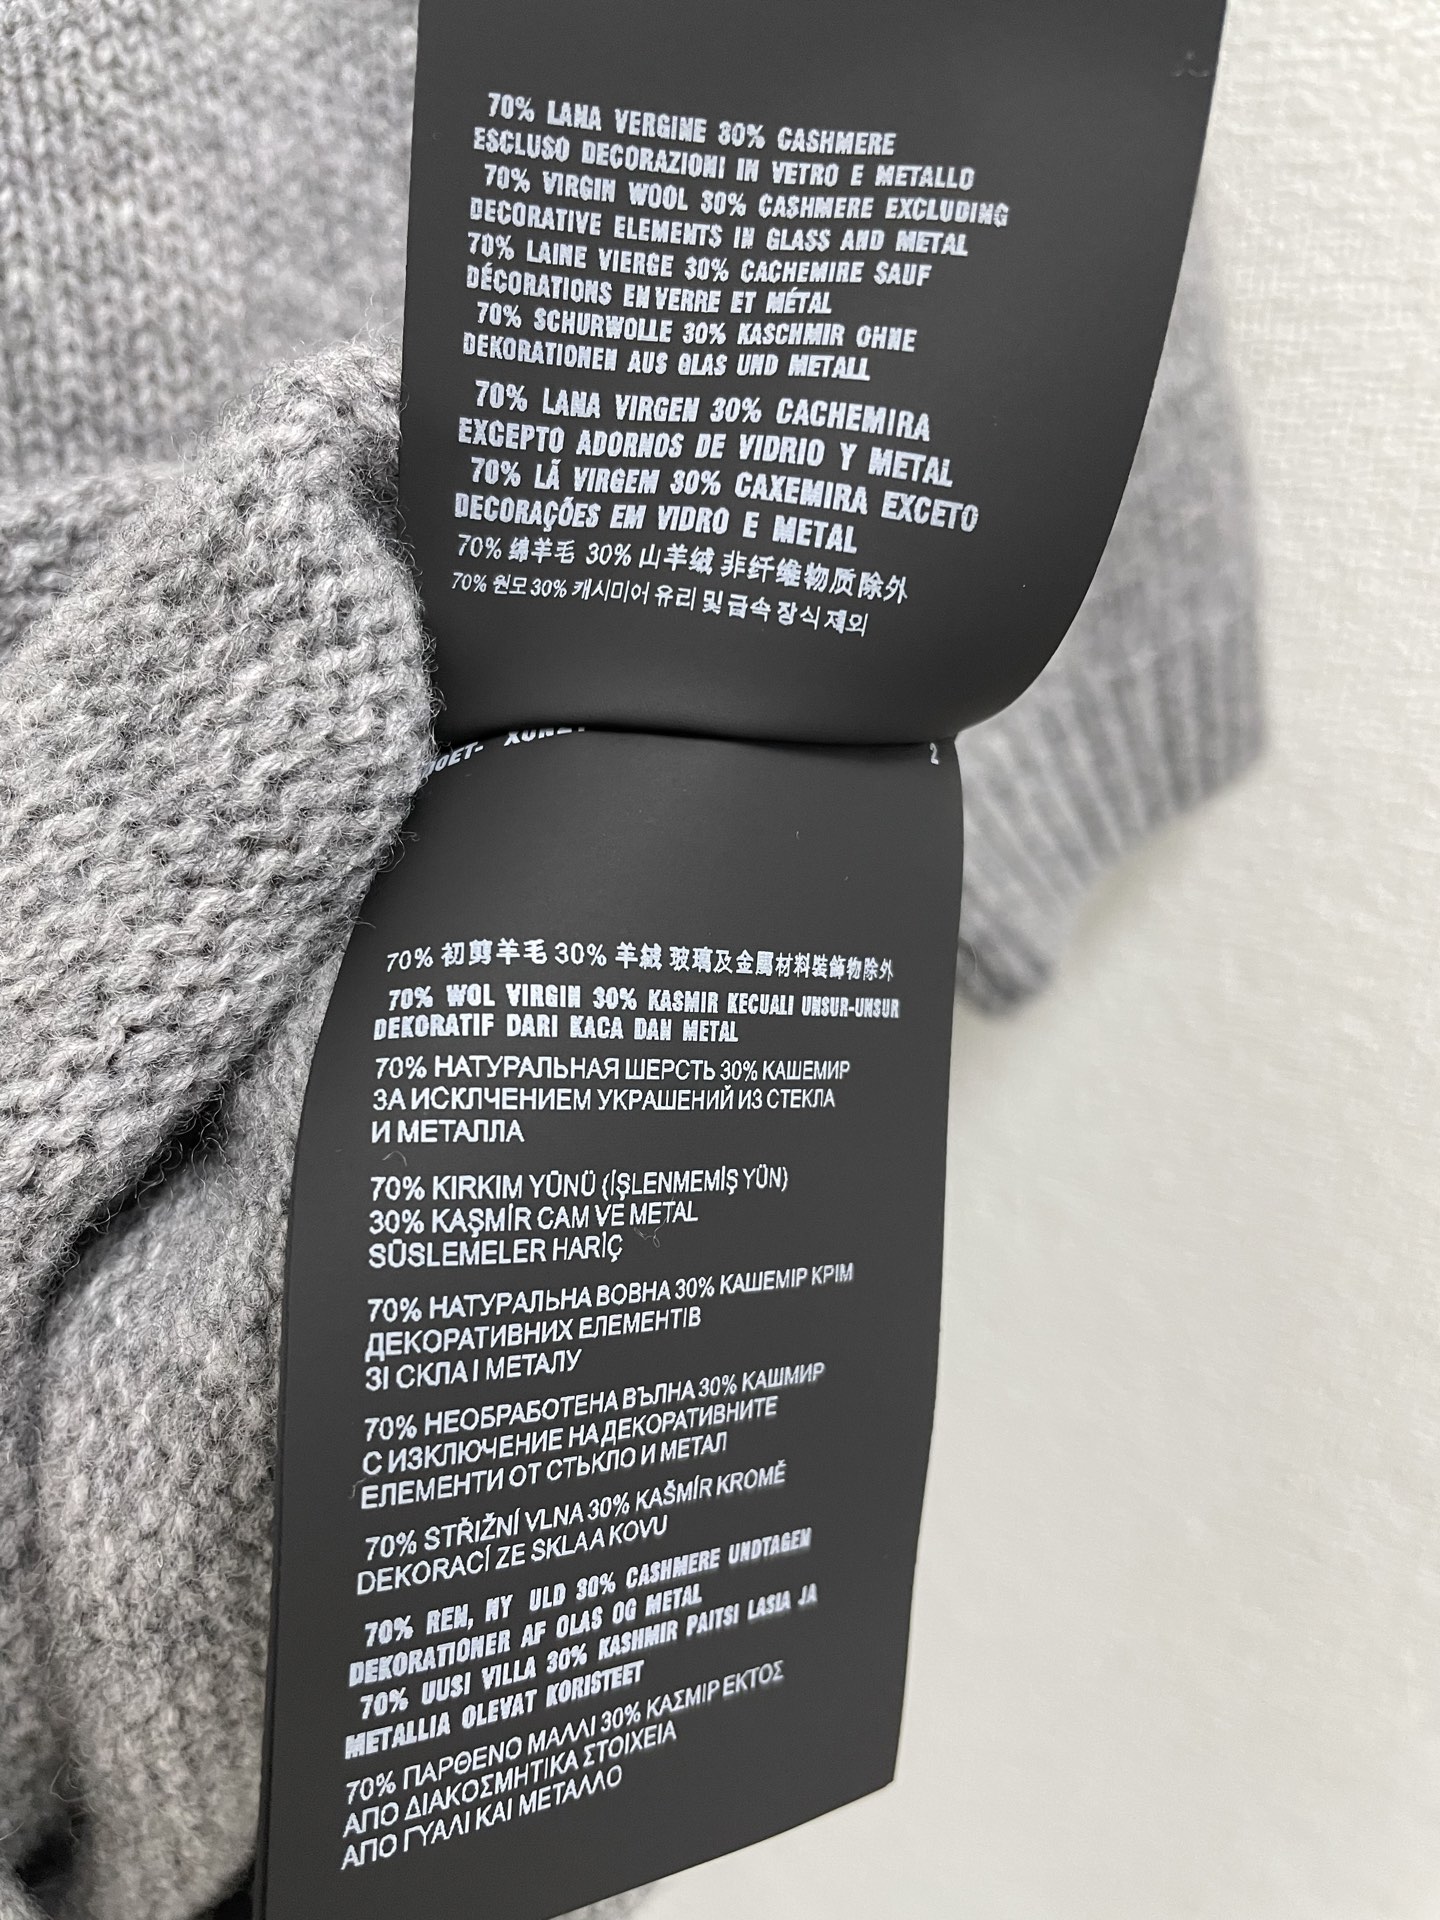 70% LANA VERGINE 30% CASHMERE
ESCLUSO DECORAZIONI IN VETRO E METALLO
70% VIRGIN WOOL 30% CASHMERE EXCLUDING
DECORATIVE ELEMENTS IN GLASS AND METAL
70% LAINE VIERGE 30% CACHEMIRE SAUF
DÉCORATIONS EN VERRE ET MÉTAL
70% SCHURWOLLE 30% KASCHMIR OHNE
DEKORATIONEN AUS GLAS UND METALL
70% LANA VIRGEN 30% CACHEMIRA
EXCEPTO ADORNOS DE VIDRIO Y METAL
70% LÃ VIRGEM 30% CAXEMIRA EXCETO
DECORAÇÕES EM VIDRO E METAL
70% 绵羊毛 30% 山羊绒 非纤维物质除外
70% 원모 30% 캐시미어 유리 및 금속 장식 제외
2
70% 初剪羊毛 30% 羊絨 玻璃及金屬材料裝飾物除外
70% WOL VIRGIN 30% KASMIR KECUALI UNSUR-UNSUR
DEKORATIF DARI KACA DAN METAL
70% НАТУРАЛЬНАЯ ШЕРСТЬ 30% КАШЕМИР
ЗА ИСКЛЧЕНИЕМ УКРАШЕНИЙ ИЗ СТЕКЛА
И МЕТАЛЛА
70% KIRKIM YÜNÜ (İŞLENMEMİŞ YÜN)
30% KAŞMİR CAM VE METAL
SÜSLEMELER HARİÇ
70% НАТУРАЛЬНА ВОВНА 30% КАШЕМІР КРІМ
ДЕКОРАТИВНИХ ЕЛЕМЕНТІВ
ЗІ СКЛА І МЕТАЛУ
70% НЕОБРАБОТЕНА ВЪЛНА 30% КАШМИР
С ИЗКЛЮЧЕНИЕ НА ДЕКОРАТИВНИТЕ
ЕЛЕМЕНТИ ОТ СТЬКЛО И МЕТАЛ
70% STŘIŽNÍ VLNA 30% KAŠMÍR KROMĚ
DEKORACÍ ZE SKLA A KOVU
70% REN, NY ULD 30% CASHMERE UNDTAGEN
DEKORATIONER AF OLAS OG METAL
70% UUSI VILLA 30% KASHMIR PAITSI LASIA JA
METALLIA OLEVAT KORISTEET
70% ΠΑΡΘΕΝΟ ΜΑΛΛΙ 30% ΚΑΣΜΙΡ ΕΚΤΟΣ
ΑΠΟ ΔΙΑΚΟΣΜΗΤΙΚΑ ΣΤΟΙΧΕΙΑ
ΑΠΟ ΓΥΑΛΙ ΚΑΙ ΜΕΤΑΛΛΟ